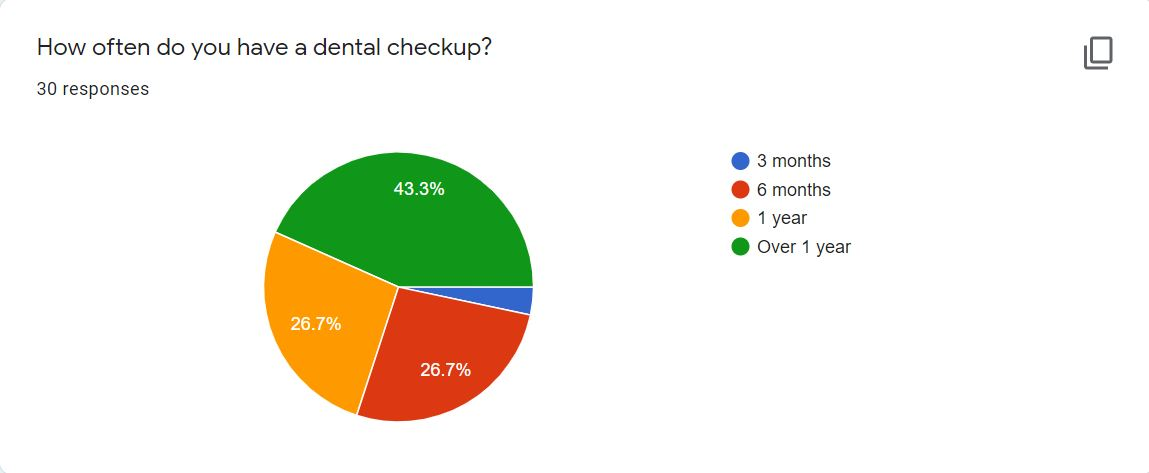 How often do you have a dental checkup?
30 responses
43.3%
26.7%
26.7%
3 months
6 months
1 year
Over 1 year